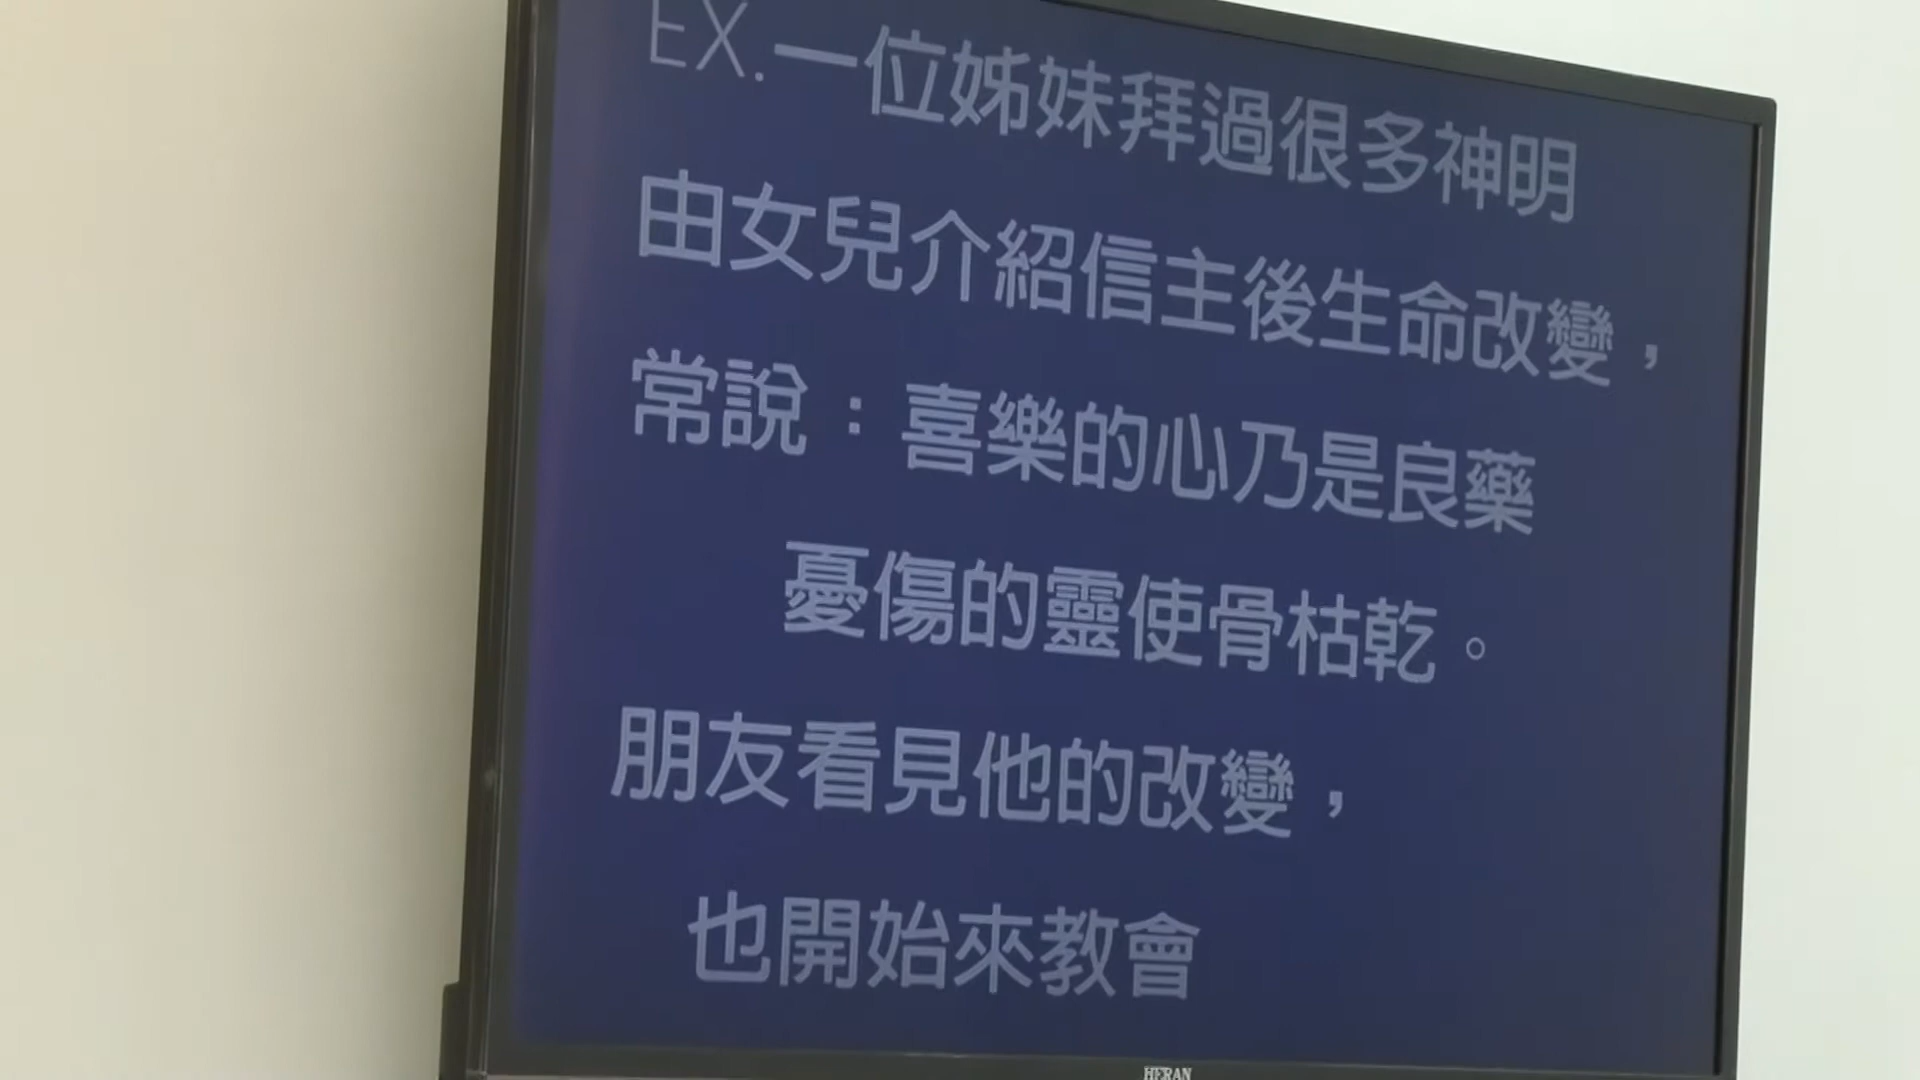 EX.一位姊妹拜過很多神明
由女兒介紹信主後生命改變，
常說：喜樂的心乃是良藥
憂傷的靈使骨枯乾。
朋友看見他的改變，
也開始來教會
HERAN